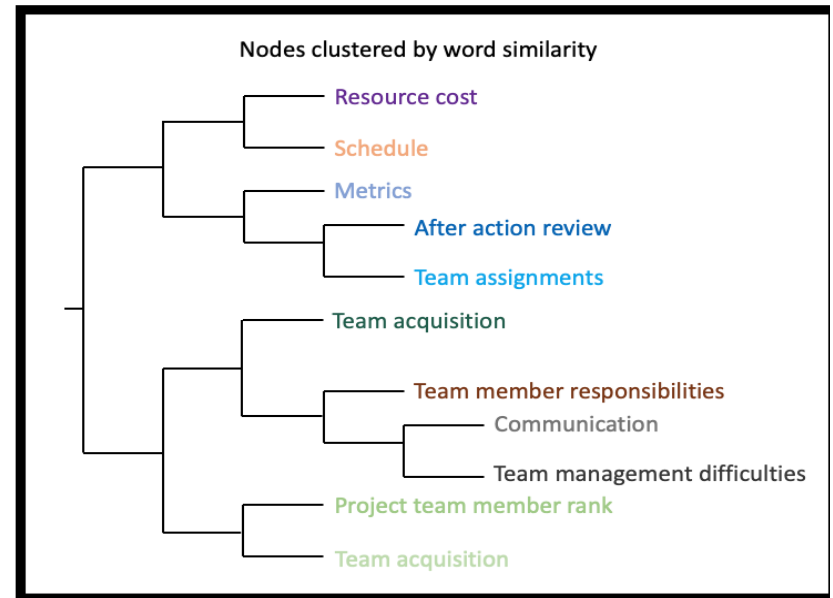 Nodes clustered by word similarity
Resource cost
Schedule
Metrics
After action review
Team assignments
Team acquisition
Team member responsibilities
Communication
Team management difficulties
Project team member rank
Team acquisition